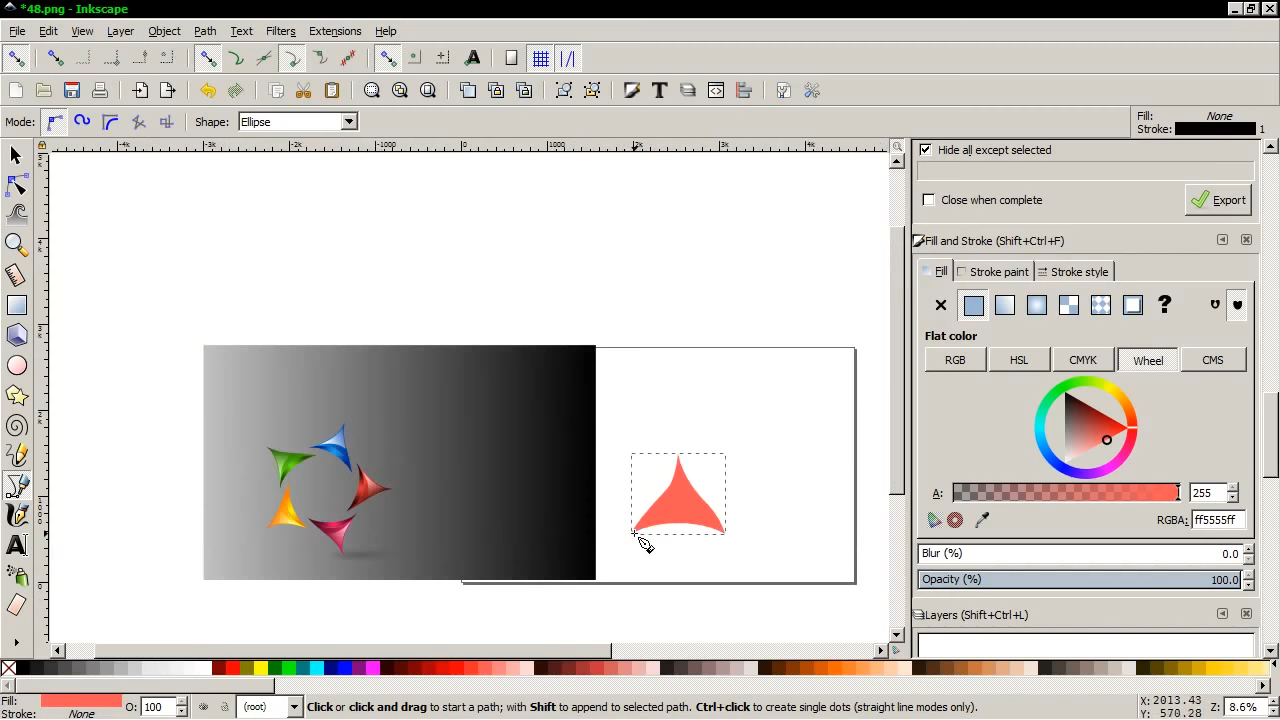 *48.png - Inkscape
File Edit View Layer Object Path Text Filters Extensions Help
Mode: Shape: Ellipse Fill: None
Stroke: 1
Hide all except selected
Close when complete Export
Fill and Stroke (Shift+Ctrl+F)
Fill Stroke paint Stroke style
Flat color
RGB HSL CMYK Wheel CMS
A: 255
RGBA: ff5555ff
Blur (%) 0.0
Opacity (%) 100.0
Layers (Shift+Ctrl+L)
Fill: O: 100 (root) Click or click and drag to start a path; with Shift to append to selected path. Ctrl+click to create single dots (straight line modes only). X: 2013.43 Z: 8.6%
Stroke: None Y: 570.28